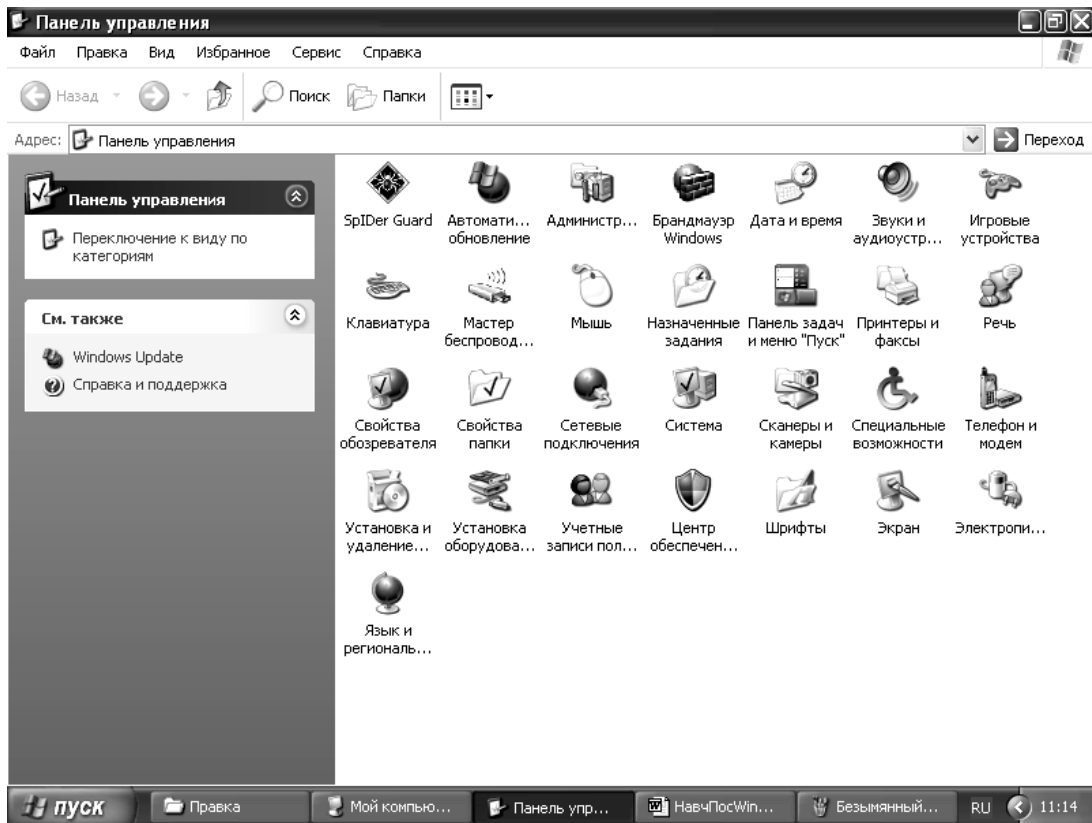 Панель управления
Файл Правка Вид Избранное Сервис Справка
Назад Поиск Папки
Адрес: Панель управления Переход
Панель управления
Переключение к виду по
категориям
См. также
Windows Update
Справка и поддержка
SpIDer Guard Автомати... Администр... Брандмауэр Дата и время Звуки и Игровые
обновление Windows аудиоустр... устройства
Клавиатура Мастер Мышь Назначенные Панель задач Принтеры и Речь
беспровод... задания и меню "Пуск" факсы
Свойства Свойства Сетевые Система Сканеры и Специальные Телефон и
обозревателя папки подключения камеры возможности модем
Установка и Установка Учетные Центр Шрифты Экран Электропи...
удаление... оборудова... записи пол... обеспечен...
Язык и
региональ...
пуск Правка Мой компью... Панель упр... НавчПосWin... Безымянный... RU 11:14